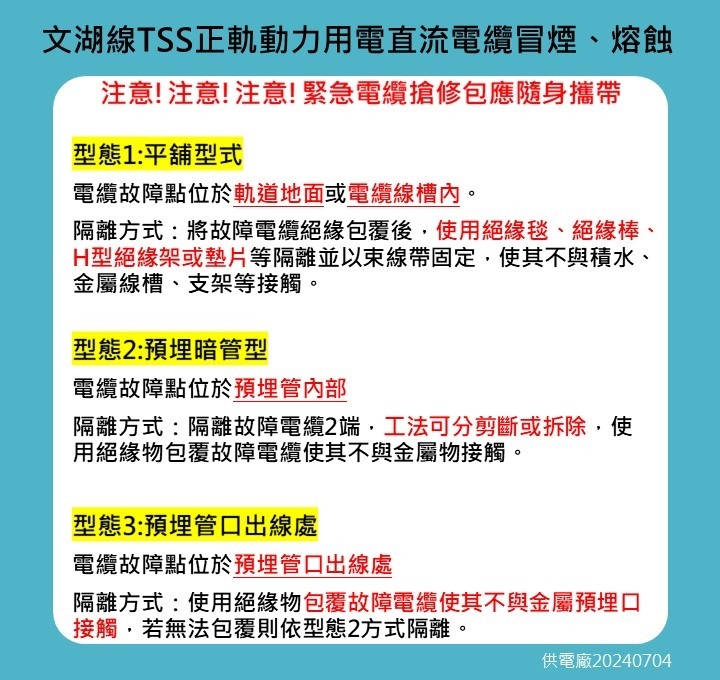 文湖線TSS正軌動力用電直流電纜冒煙、熔蝕
注意! 注意! 注意! 緊急電纜搶修包應隨身攜帶
型態1:平舖型式
電纜故障點位於軌道地面或電纜線槽內。
隔離方式：將故障電纜絕緣包覆後，使用絕緣毯、絕緣棒、
H型絕緣架或墊片等隔離並以束線帶固定，使其不與積水、
金屬線槽、支架等接觸。
型態2:預埋暗管型
電纜故障點位於預埋管內部
隔離方式：隔離故障電纜2端，工法可分剪斷或拆除，使
用絕緣物包覆故障電纜使其不與金屬物接觸。
型態3:預埋管口出線處
電纜故障點位於預埋管口出線處
隔離方式：使用絕緣物包覆故障電纜使其不與金屬預埋口
接觸，若無法包覆則依型態2方式隔離。
供電廠20240704